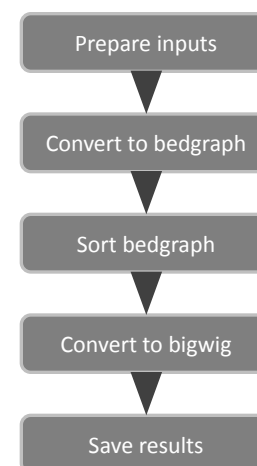 Prepare inputs
Convert to bedgraph
Sort bedgraph
Convert to bigwig
Save results